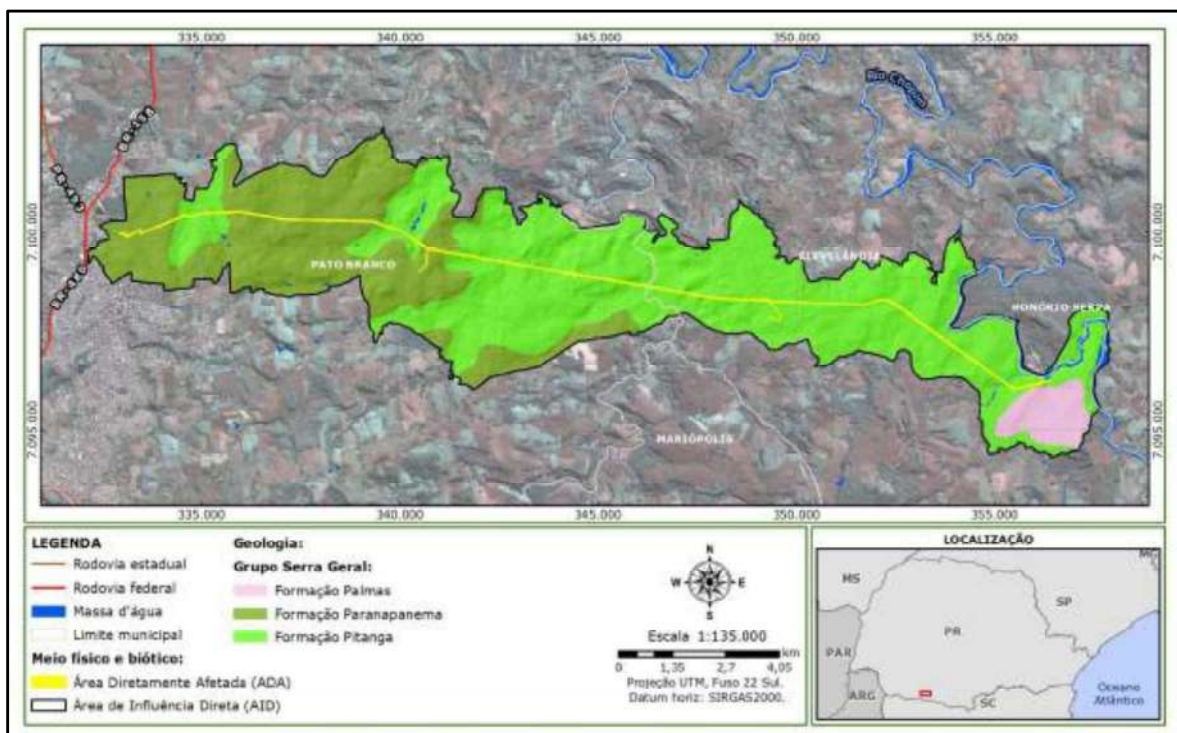 335.000 340.000 345.000 350.000 355.000
Rio Chopim
BR-158
PR-493
7.100.000
7.100.000
PATO BRANCO
CLEVELÂNDIA
HONÓRIO SERPA
MARIÓPOLIS
7.095.000
7.095.000
335.000 340.000 345.000 350.000 355.000
LEGENDA
Rodovia estadual
Rodovia federal
Massa d'água
Limite municipal
Meio físico e biótico:
Área Diretamente Afetada (ADA)
Área de Influência Direta (AID)
Geologia:
Grupo Serra Geral:
Formação Palmas
Formação Paranapanema
Formação Pitanga
N
W E
S
Escala 1:135.000
km
0 1,35 2,7 4,05
Projeção UTM, Fuso 22 Sul.
Datum horiz: SIRGAS2000.
LOCALIZAÇÃO
MS
MG
SP
PR
PAR
ARG
SC
Oceano
Atlântico